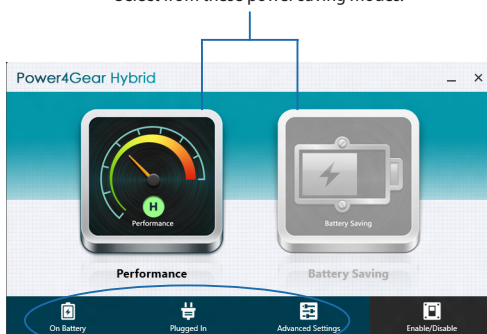 Select from these power saving modes.
Power4Gear Hybrid
H
Performance
Battery Saving
Performance
Battery Saving
On Battery
Plugged In
Advanced Settings
Enable/Disable